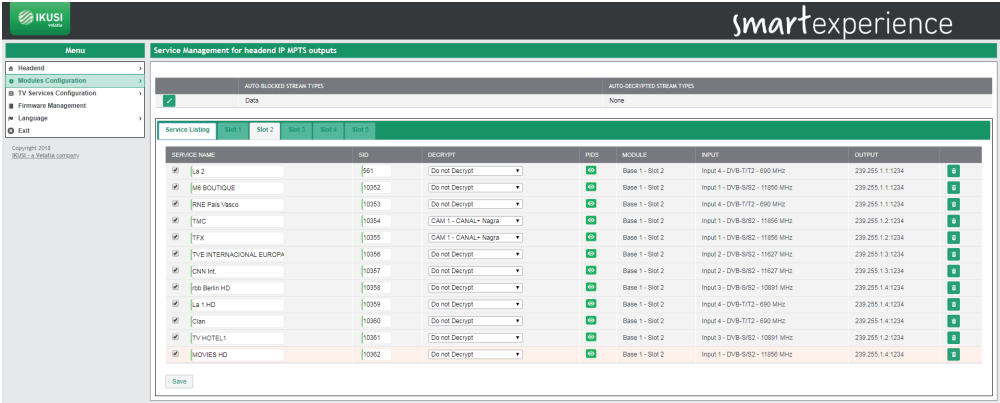 IKUSI
velatia
smartexperience
Menu
Service Management for headend IP MPTS outputs
Headend
Modules Configuration
TV Services Configuration
Firmware Management
Language
Exit
Copyright 2018
IKUSI - a Velatia company
AUTO-BLOCKED STREAM TYPES AUTO-DECRYPTED STREAM TYPES
Data None
Service Listing Slot 1 Slot 2 Slot 3 Slot 4 Slot 5
SERVICE NAME SID DECRYPT PIDS MODULE INPUT OUTPUT
La 2 561 Do not Decrypt Base 1 - Slot 2 Input 4 - DVB-T/T2 - 690 MHz 239.255.1.1:1234
M6 BOUTIQUE 10352 Do not Decrypt Base 1 - Slot 2 Input 1 - DVB-S/S2 - 11856 MHz 239.255.1.1:1234
RNE País Vasco 10353 Do not Decrypt Base 1 - Slot 2 Input 4 - DVB-T/T2 - 690 MHz 239.255.1.1:1234
TMC 10354 CAM 1 - CANAL+ Nagra Base 1 - Slot 2 Input 1 - DVB-S/S2 - 11856 MHz 239.255.1.2:1234
TFX 10355 CAM 1 - CANAL+ Nagra Base 1 - Slot 2 Input 1 - DVB-S/S2 - 11856 MHz 239.255.1.2:1234
TVE INTERNACIONAL EUROPA 10356 Do not Decrypt Base 1 - Slot 2 Input 2 - DVB-S/S2 - 11627 MHz 239.255.1.3:1234
CNN Int. 10357 Do not Decrypt Base 1 - Slot 2 Input 2 - DVB-S/S2 - 11627 MHz 239.255.1.3:1234
rbb Berlin HD 10358 Do not Decrypt Base 1 - Slot 2 Input 3 - DVB-S/S2 - 10891 MHz 239.255.1.4:1234
La 1 HD 10359 Do not Decrypt Base 1 - Slot 2 Input 4 - DVB-T/T2 - 690 MHz 239.255.1.4:1234
Clan 10360 Do not Decrypt Base 1 - Slot 2 Input 4 - DVB-T/T2 - 690 MHz 239.255.1.4:1234
TV HOTEL1 10361 Do not Decrypt Base 1 - Slot 2 Input 3 - DVB-S/S2 - 10891 MHz 239.255.1.2:1234
MOVIES HD 10362 Do not Decrypt Base 1 - Slot 2 Input 1 - DVB-S/S2 - 11856 MHz 239.255.1.4:1234
Save